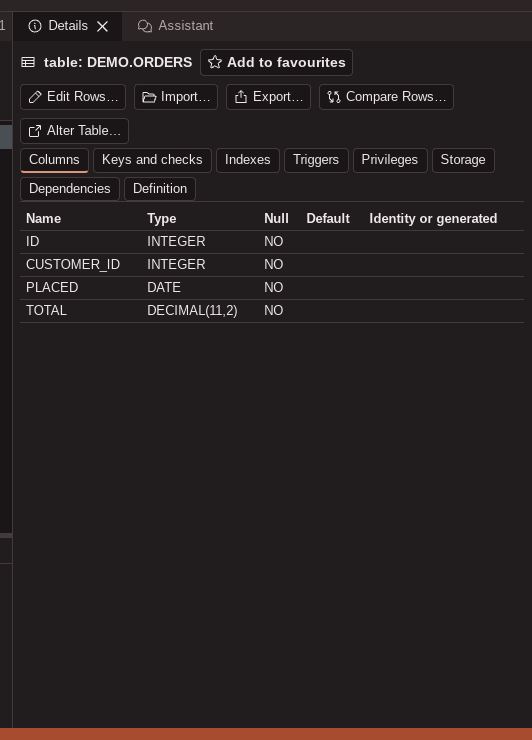 1 Details Assistant
table: DEMO.ORDERS Add to favourites
Edit Rows… Import… Export… Compare Rows…
Alter Table…
Columns Keys and checks Indexes Triggers Privileges Storage
Dependencies Definition
Name Type Null Default Identity or generated
ID INTEGER NO
CUSTOMER_ID INTEGER NO
PLACED DATE NO
TOTAL DECIMAL(11,2) NO